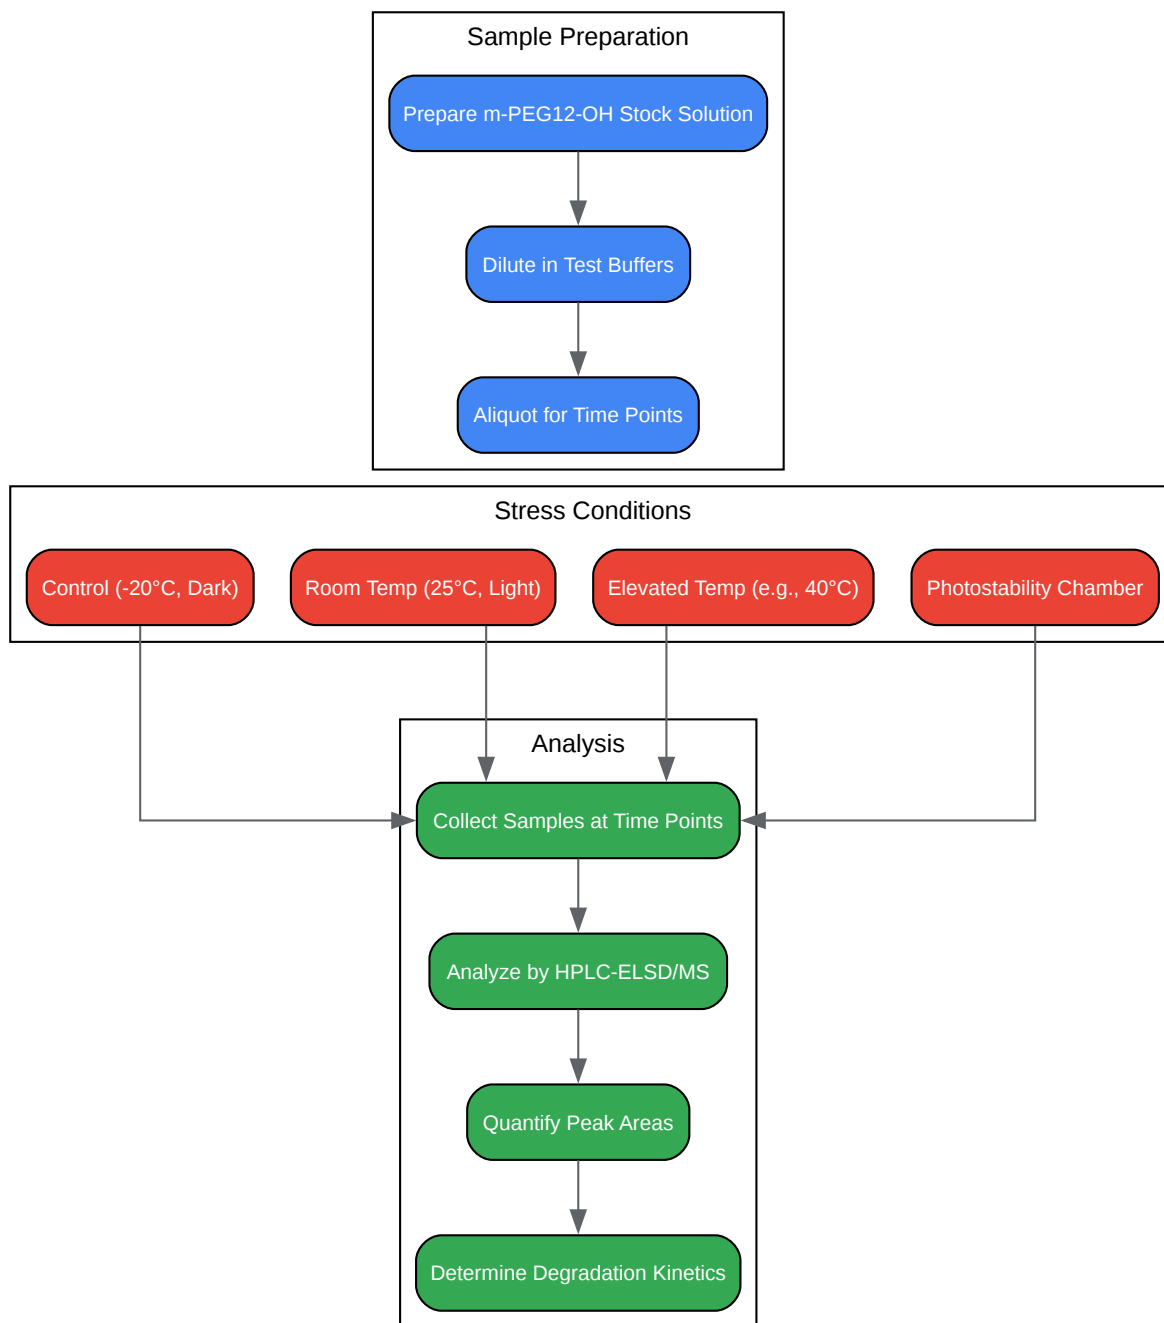 Sample Preparation
Prepare m-PEG12-OH Stock Solution
Dilute in Test Buffers
Aliquot for Time Points
Stress Conditions
Control (-20°C, Dark)
Room Temp (25°C, Light)
Elevated Temp (e.g., 40°C)
Photostability Chamber
Analysis
Collect Samples at Time Points
Analyze by HPLC-ELSD/MS
Quantify Peak Areas
Determine Degradation Kinetics